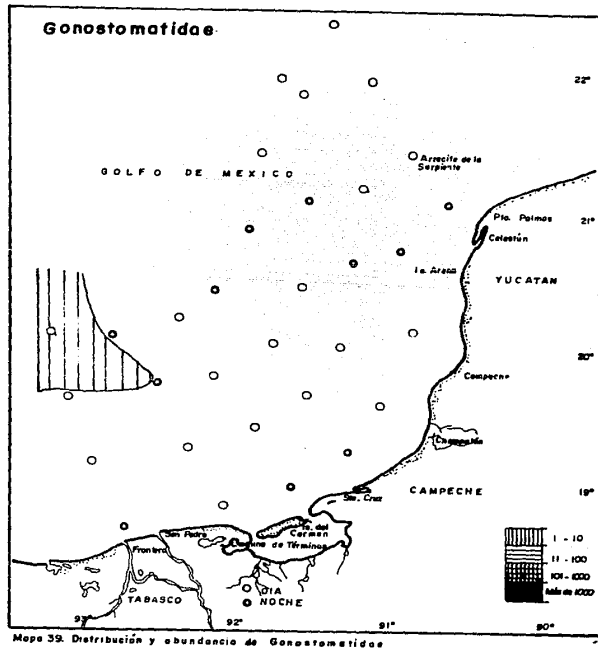 Gonostomatidae
22°
Arrecife de la
Serpiente
GOLFO DE MEXICO
Pta. Palmas
21°
Celestún
Is. Arena
YUCATAN
20°
Campeche
Champotón
CAMPECHE
19°
Sta. Cruz
Is. del
Carmen
San Pedro
Laguna de Términos
Frontera
1 - 10
11 - 100
101 - 1000
Más de 1000
DIA
NOCHE
TABASCO
93°
92°
91°
90°
Mapa 39. Distribución y abundancia de Gonostomatidae